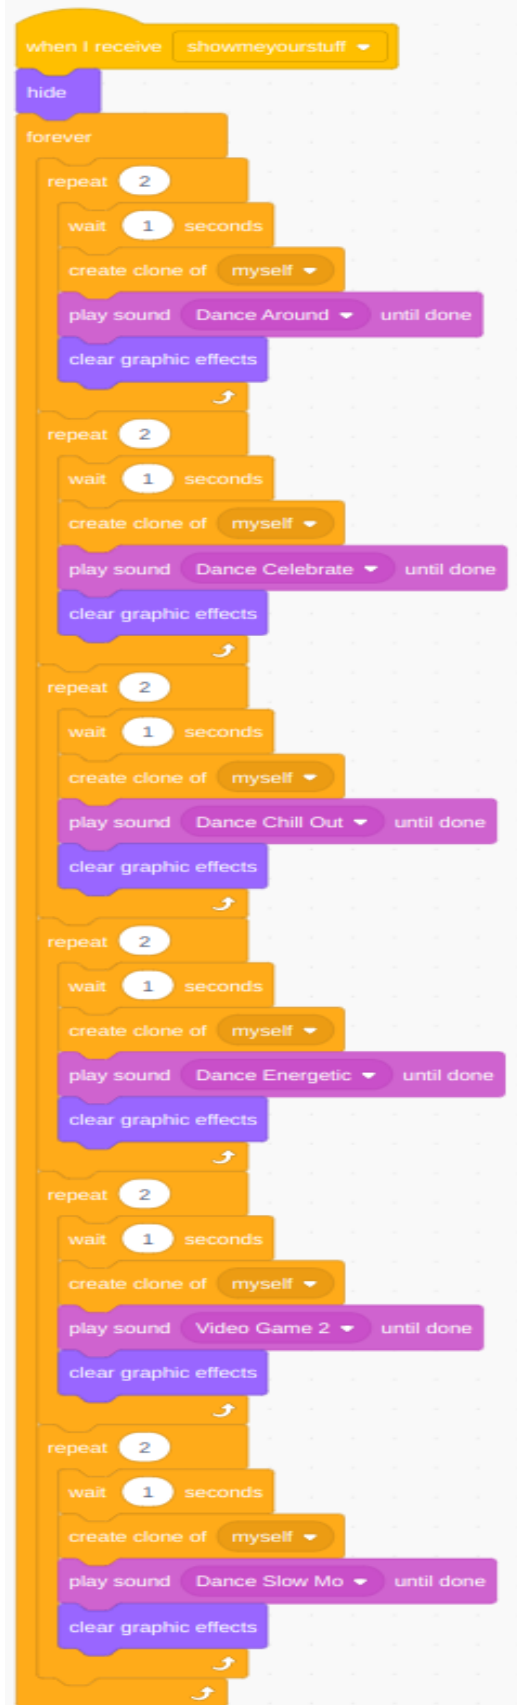 when I receive showmeyourstuff
hide
forever
repeat 2
wait 1 seconds
create clone of myself
play sound Dance Around until done
clear graphic effects
repeat 2
wait 1 seconds
create clone of myself
play sound Dance Celebrate until done
clear graphic effects
repeat 2
wait 1 seconds
create clone of myself
play sound Dance Chill Out until done
clear graphic effects
repeat 2
wait 1 seconds
create clone of myself
play sound Dance Energetic until done
clear graphic effects
repeat 2
wait 1 seconds
create clone of myself
play sound Video Game 2 until done
clear graphic effects
repeat 2
wait 1 seconds
create clone of myself
play sound Dance Slow Mo until done
clear graphic effects